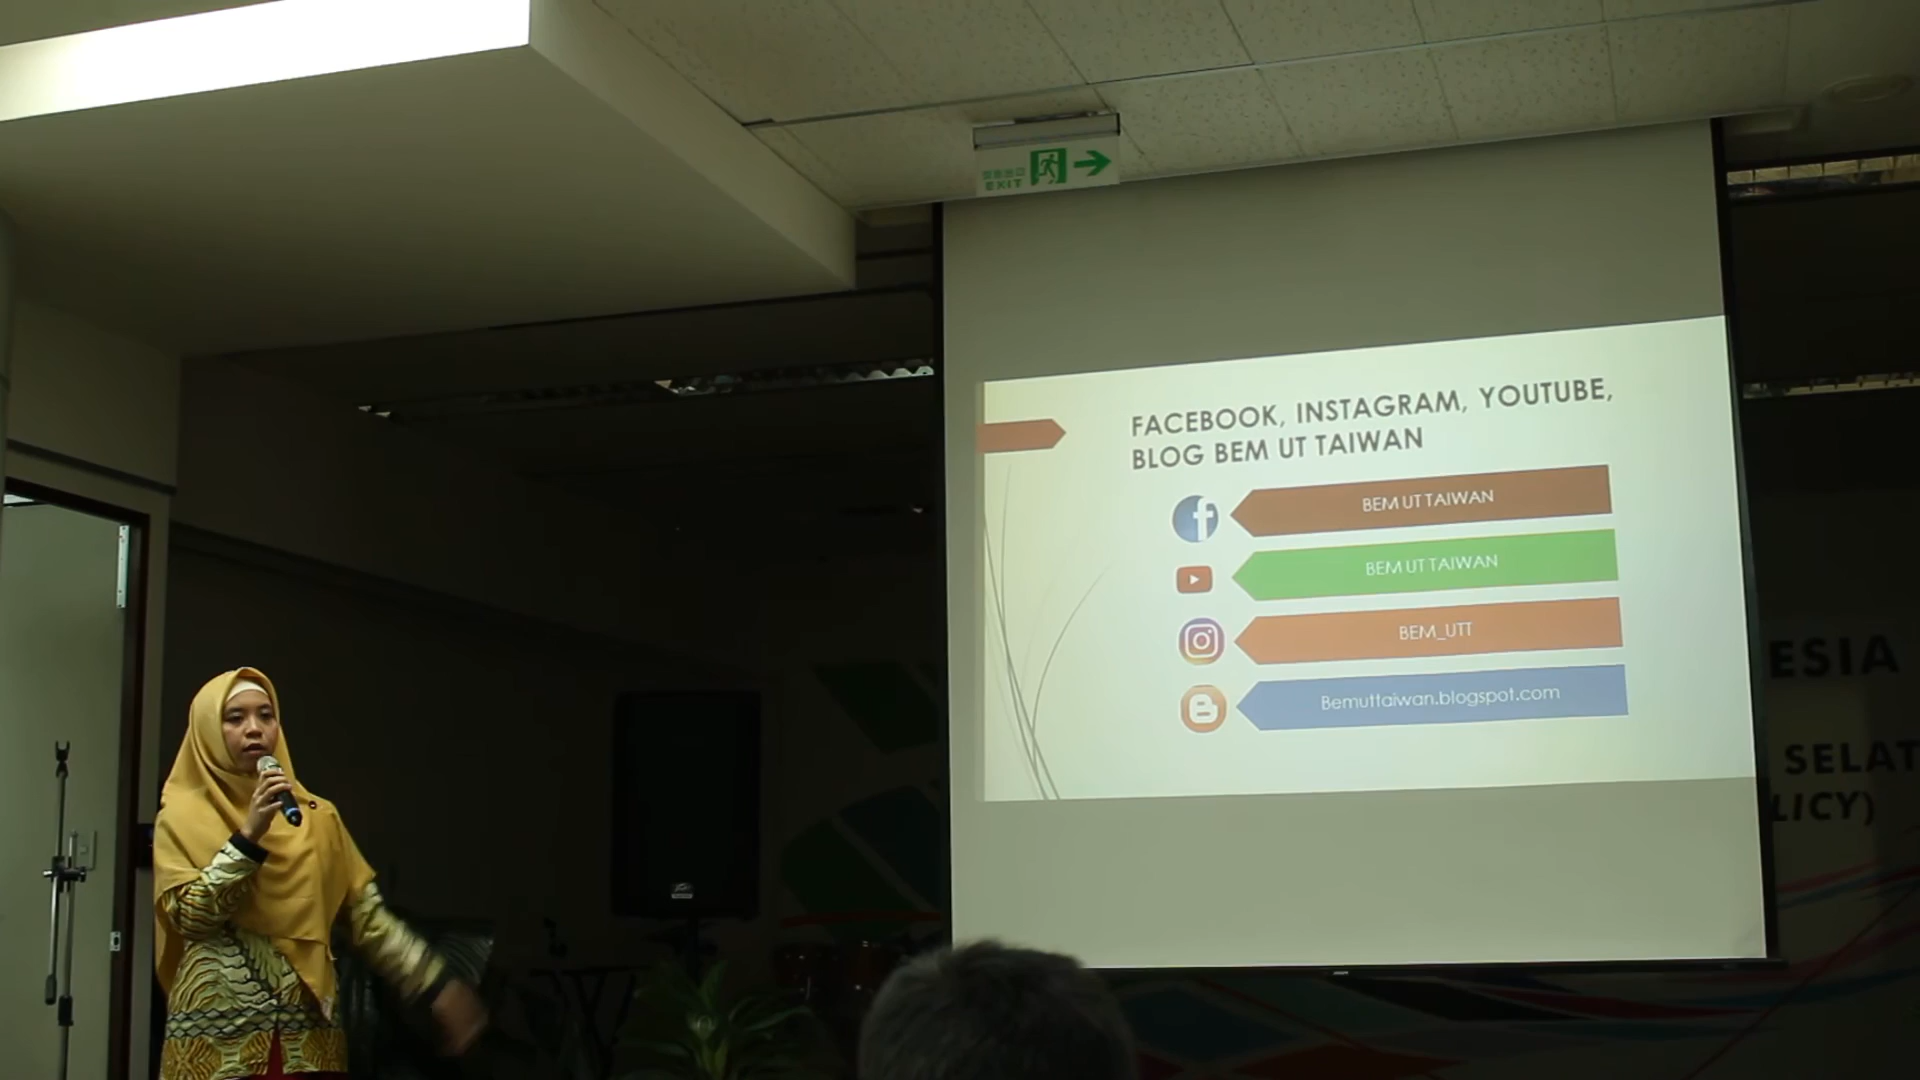 EXIT
FACEBOOK, INSTAGRAM, YOUTUBE,
BLOG BEM UT TAIWAN
BEM UT TAIWAN
BEM UT TAIWAN
BEM_UTT
Bemuttaiwan.blogspot.com
ESIA
SELAT
LICY)